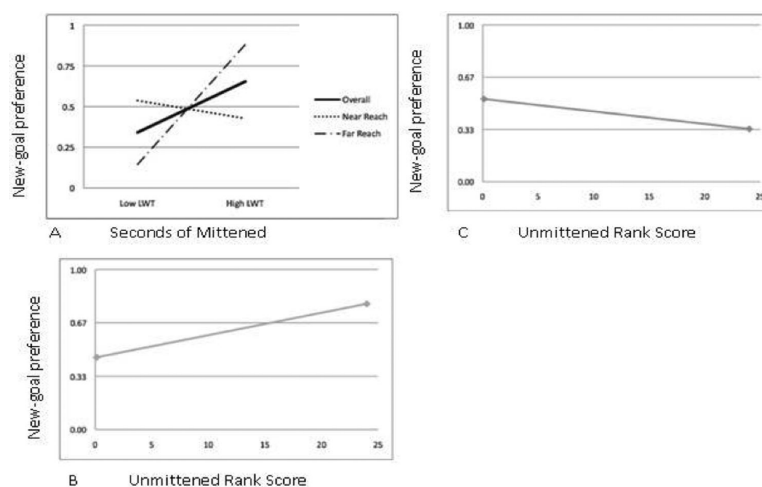 New-goal preference
1
0.75
0.5
0.25
0
Low LWT High LWT
Overall
Near Reach
Far Reach
A Seconds of Mittened
New-goal preference
1.00
0.67
0.33
0.00
0 5 10 15 20 25
C Unmittened Rank Score
New-goal preference
1.00
0.67
0.33
0.00
0 5 10 15 20 25
B Unmittened Rank Score